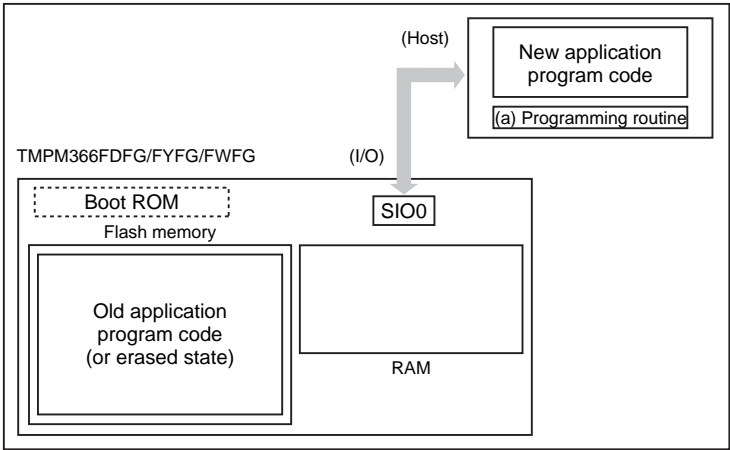 (Host)
New application
program code
(a) Programming routine
TMPM366FDFG/FYFG/FWFG
(I/O)
Boot ROM
SIO0
Flash memory
Old application
program code
(or erased state)
RAM